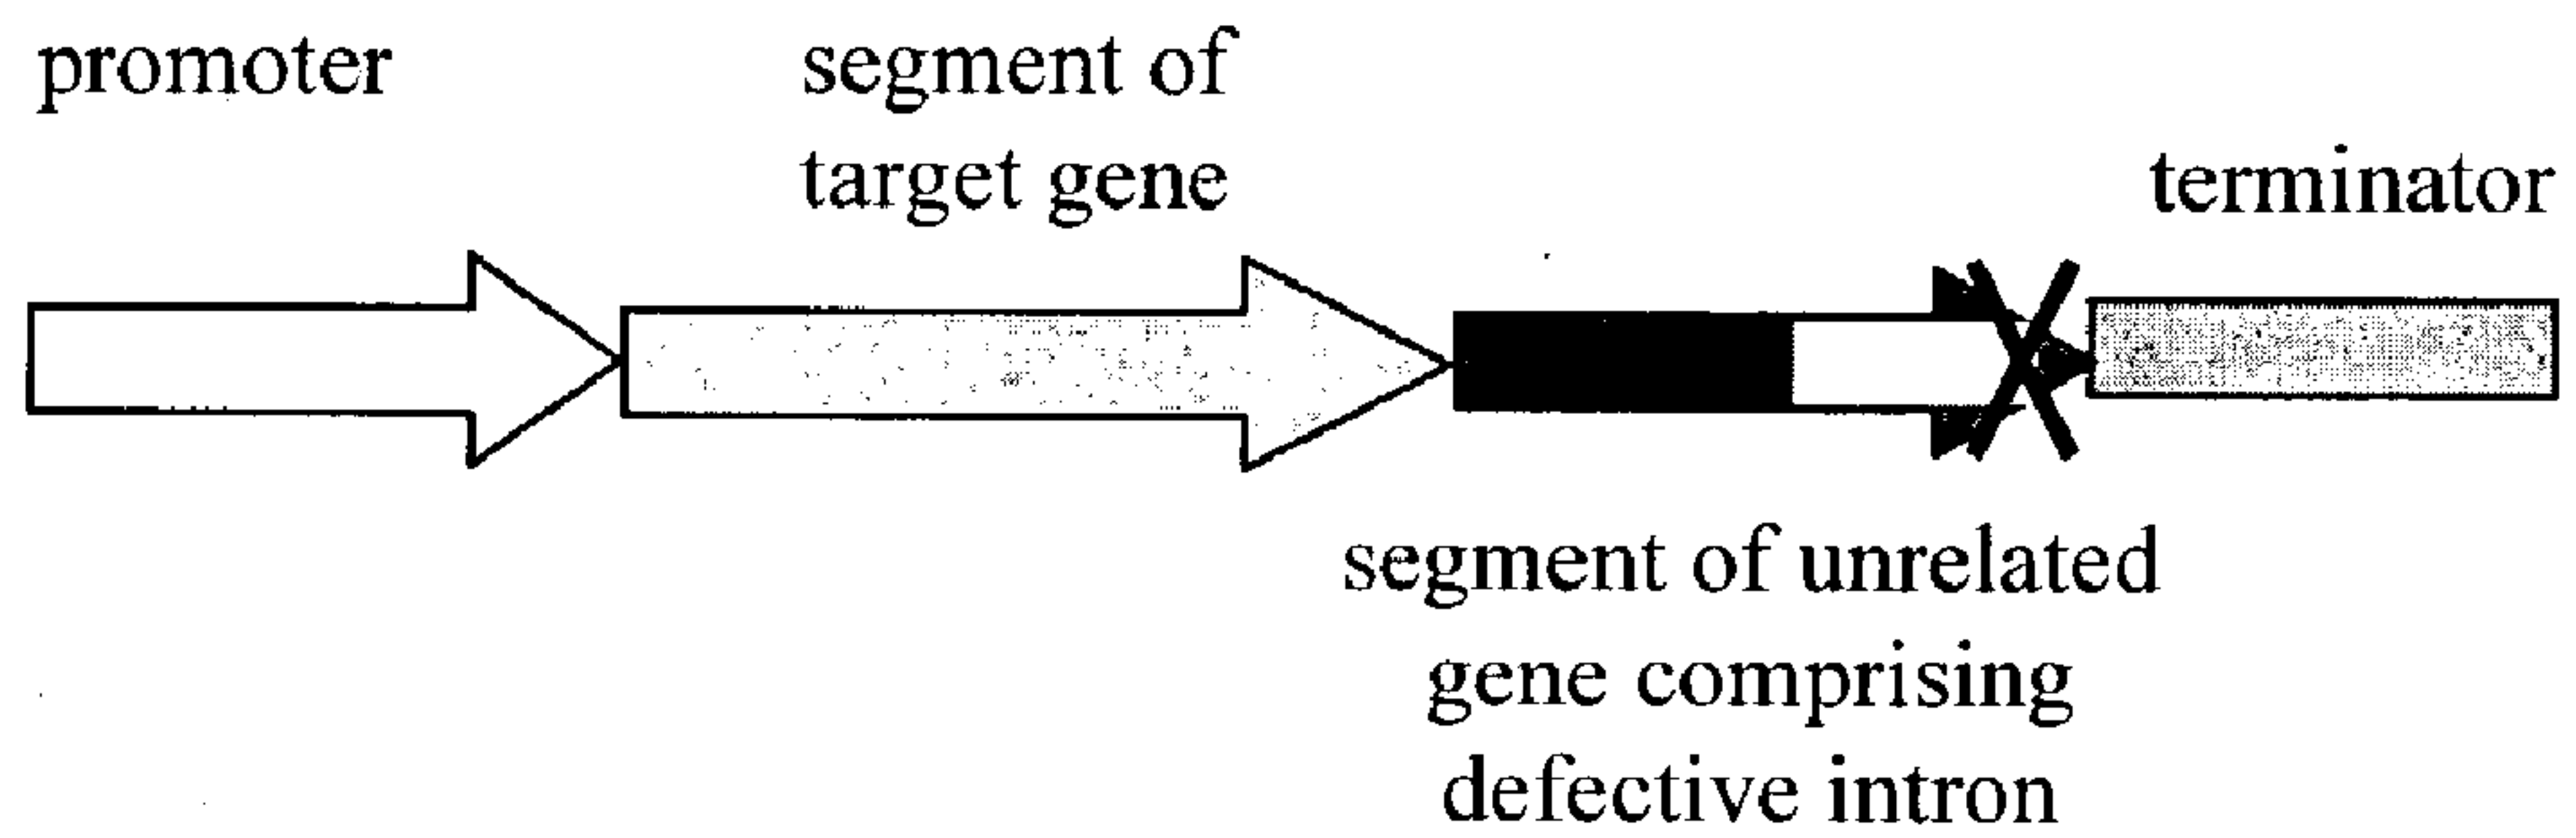 promoter
segment of
target gene
terminator
segment of unrelated
gene comprising
defective intron